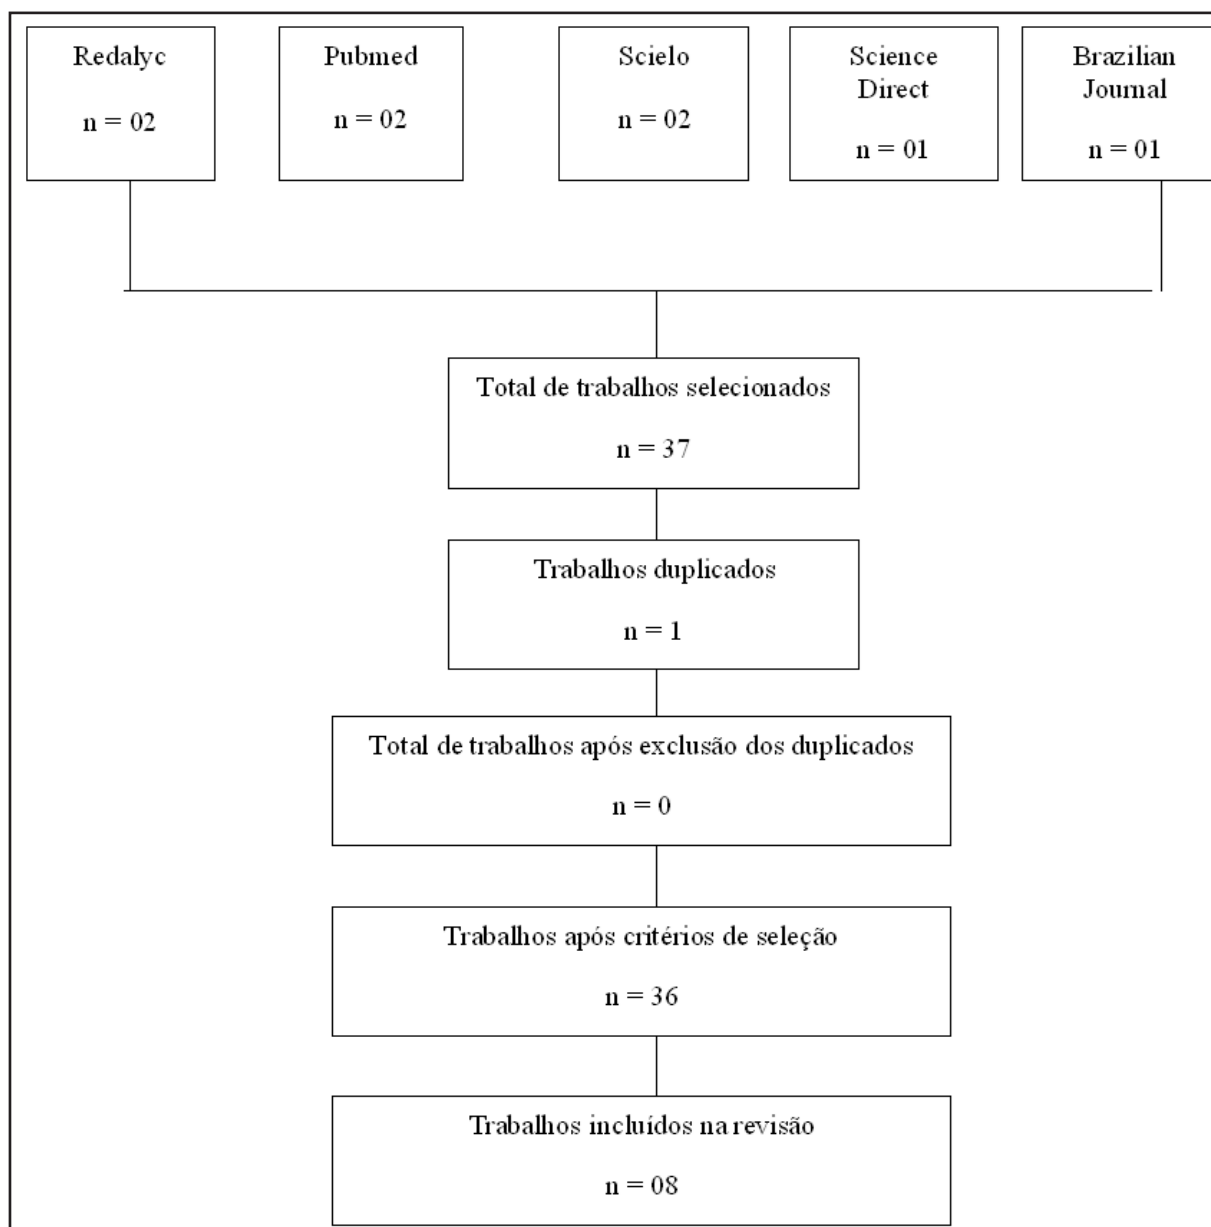 Redalyc
n = 02
Pubmed
n = 02
Scielo
n = 02
Science
Direct
n = 01
Brazilian
Journal
n = 01
Total de trabalhos selecionados
n = 37
Trabalhos duplicados
n = 1
Total de trabalhos após exclusão dos duplicados
n = 0
Trabalhos após critérios de seleção
n = 36
Trabalhos incluídos na revisão
n = 08